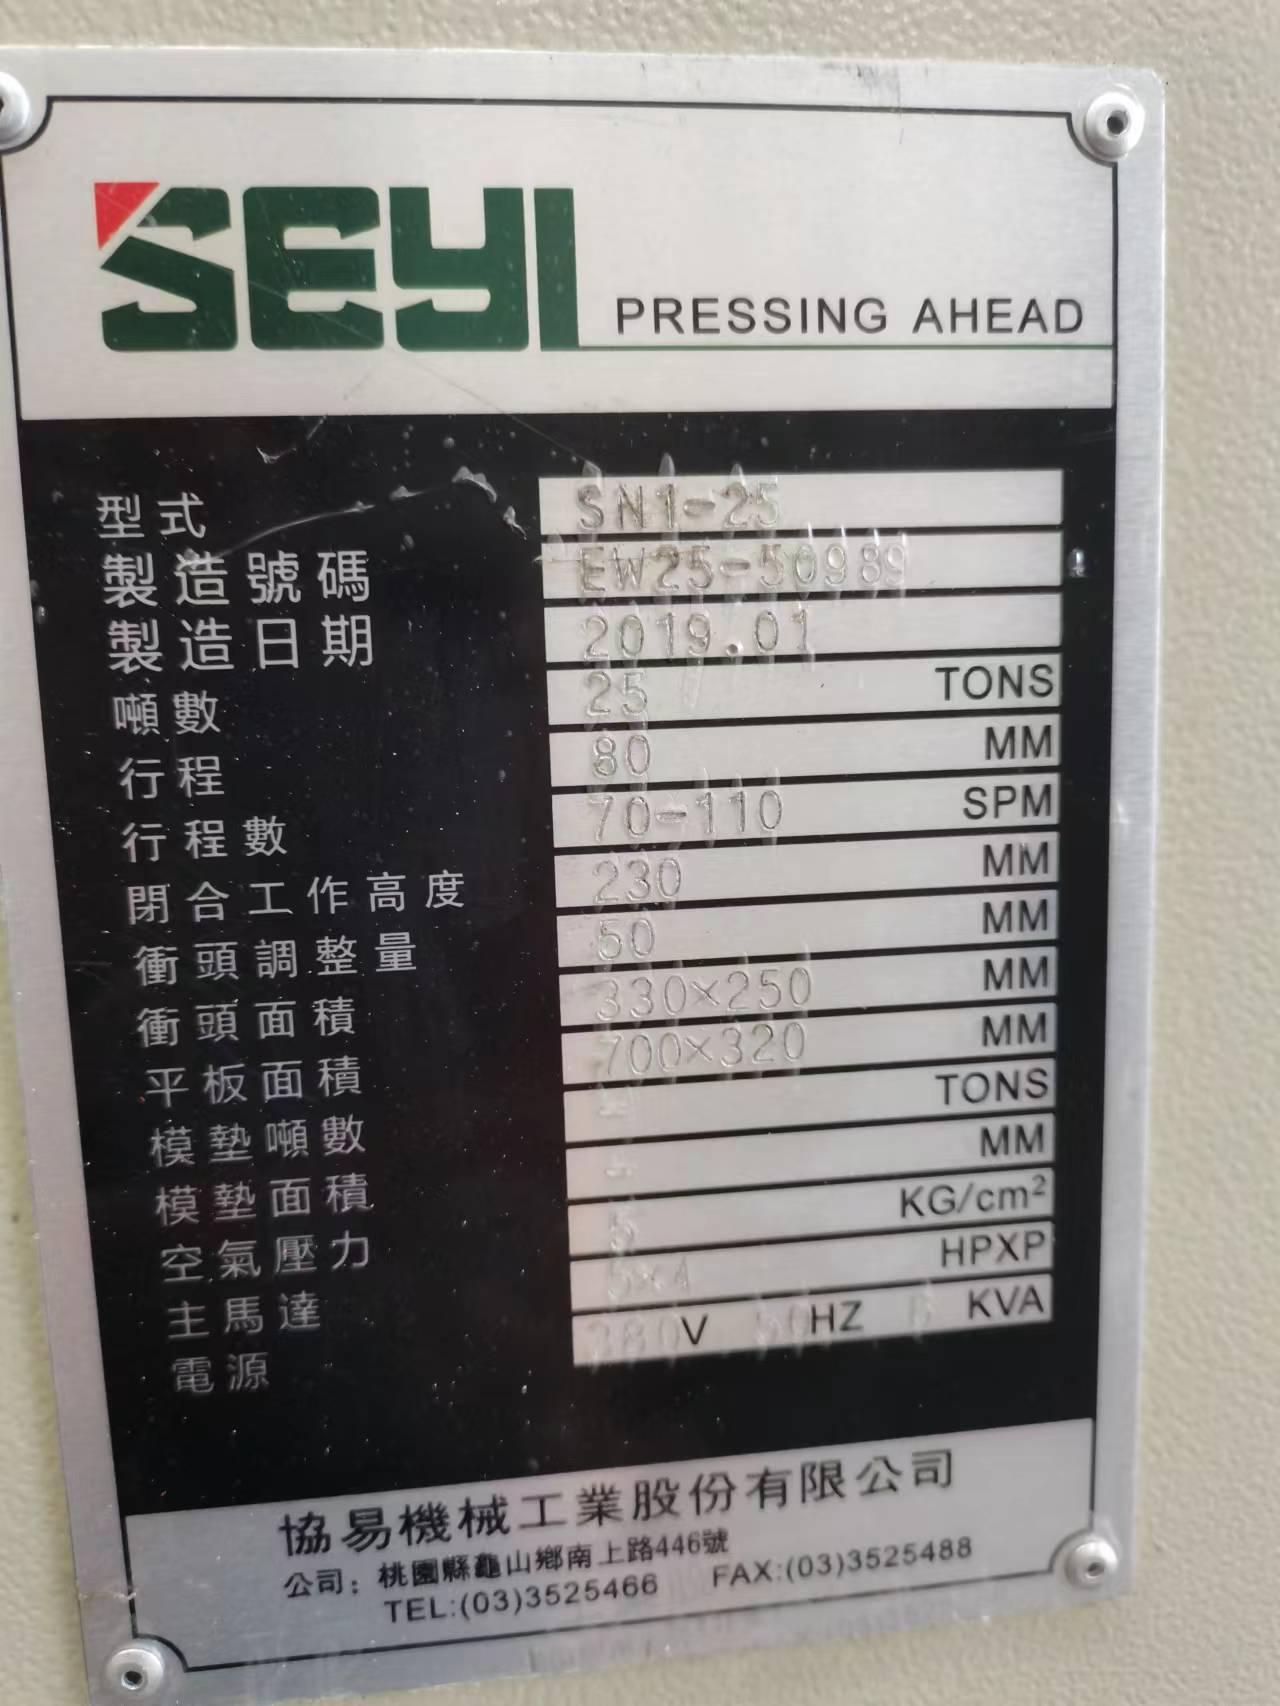 SEYI PRESSING AHEAD
型式 SN1-25
製造號碼 EW25-50989
製造日期 2019.01
噸數 25 TONS
行程 80 MM
行程數 70-110 SPM
閉合工作高度 230 MM
衝頭調整量 50 MM
衝頭面積 330×250 MM
平板面積 700×320 MM
模墊噸數 - TONS
模墊面積 - MM
空氣壓力 5 KG/cm²
主馬達 5×4 HPXP
電源 380V 50HZ 6 KVA
協易機械工業股份有限公司
公司：桃園縣龜山鄉南上路446號
TEL:(03)3525466 FAX:(03)3525488